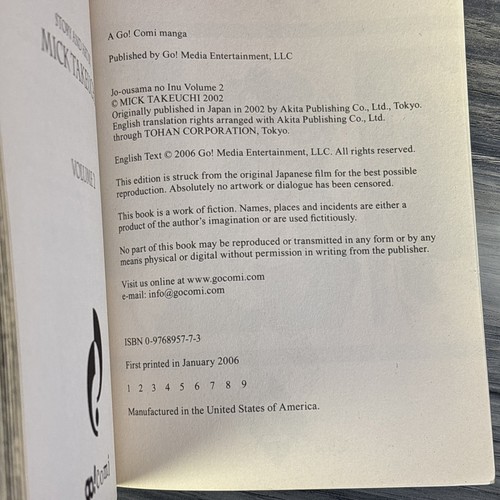 STORY AND ART
MICK TAKEUCHI
VOLUME 2
go!comi
A Go! Comi manga
Published by Go! Media Entertainment, LLC
Jo-ousama no Inu Volume 2
© MICK TAKEUCHI 2002
Originally published in Japan in 2002 by Akita Publishing Co., Ltd., Tokyo.
English translation rights arranged with Akita Publishing Co., Ltd.
through TOHAN CORPORATION, Tokyo.
English Text © 2006 Go! Media Entertainment, LLC. All rights reserved.
This edition is struck from the original Japanese film for the best possible
reproduction. Absolutely no artwork or dialogue has been censored.
This book is a work of fiction. Names, places and incidents are either a
product of the author's imagination or are used fictitiously.
No part of this book may be reproduced or transmitted in any form or by any
means physical or digital without permission in writing from the publisher.
Visit us online at www.gocomi.com
e-mail: info@gocomi.com
ISBN 0-9768957-7-3
First printed in January 2006
1 2 3 4 5 6 7 8 9
Manufactured in the United States of America.